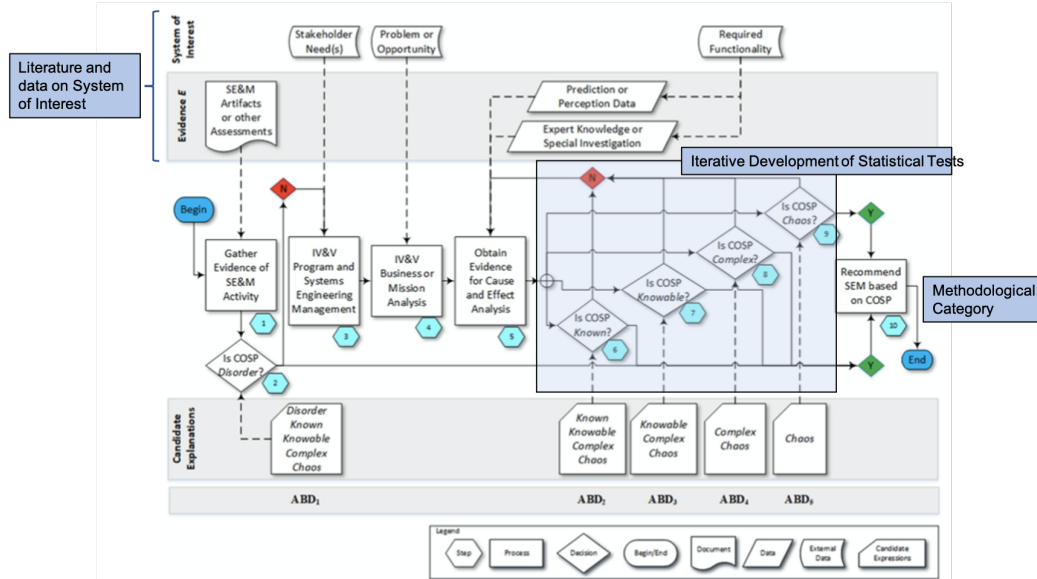 System of
Interest
Stakeholder
Need(s)
Problem or
Opportunity
Required
Functionality
Literature and
data on System
of Interest
Evidence E
SE&M
Artifacts
or other
Assessments
Prediction or
Perception Data
Expert Knowledge or
Special Investigation
Iterative Development of Statistical Tests
Begin
N
N
Gather
Evidence of
SE&M
Activity
1
IV&V
Program and
Systems
Engineering
Management
3
IV&V
Business or
Mission
Analysis
4
Obtain
Evidence
for Cause
and Effect
Analysis
5
Is COSP
Disorder?
2
Is COSP
Known?
6
Is COSP
Knowable?
7
Is COSP
Complex?
8
Is COSP
Chaos?
9
Y
Recommend
SEM based
on COSP
10
Y
End
Methodological
Category
Candidate
Explanations
Disorder
Known
Knowable
Complex
Chaos
Known
Knowable
Complex
Chaos
Knowable
Complex
Chaos
Complex
Chaos
Chaos
ABD₁
ABD₂
ABD₃
ABD₄
ABD₅
Legend
Step
Process
Decision
Begin/End
Document
Data
External
Data
Candidate
Expressions